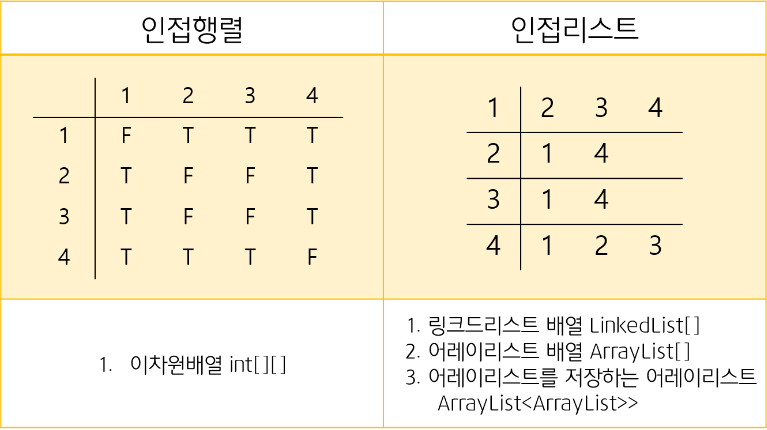 인접행렬
1 2 3 4
1 F T T T
2 T F F T
3 T F F T
4 T T T F
1. 이차원배열 int[][]
인접리스트
1 2 3 4
2 1 4
3 1 4
4 1 2 3
1. 링크드리스트 배열 LinkedList[]
2. 어레이리스트 배열 ArrayList[]
3. 어레이리스트를 저장하는 어레이리스트
ArrayList<ArrayList>>